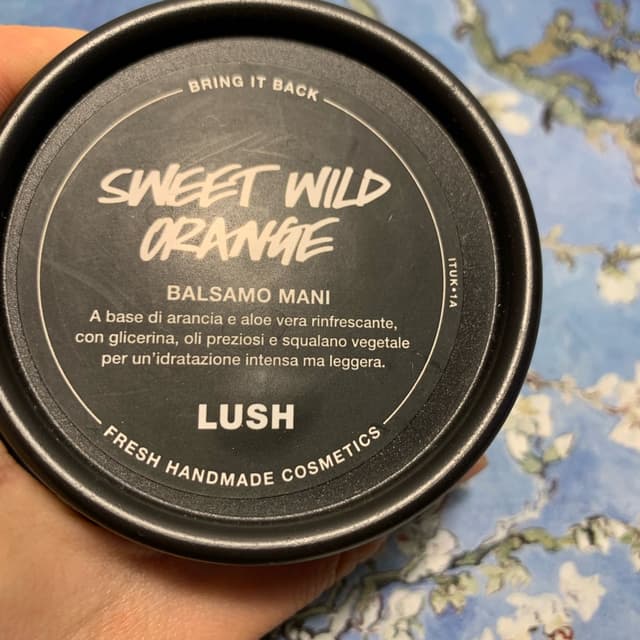 BRING IT BACK
SWEET WILD
ORANGE
BALSAMO MANI
A base di arancia e aloe vera rinfrescante,
con glicerina, oli preziosi e squalano vegetale
per un'idratazione intensa ma leggera.
ITUK•1A
LUSH
FRESH HANDMADE COSMETICS